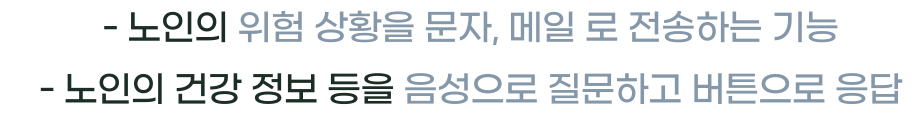 - 노인의 위험 상황을 문자, 메일 로 전송하는 기능
- 노인의 건강 정보 등을 음성으로 질문하고 버튼으로 응답